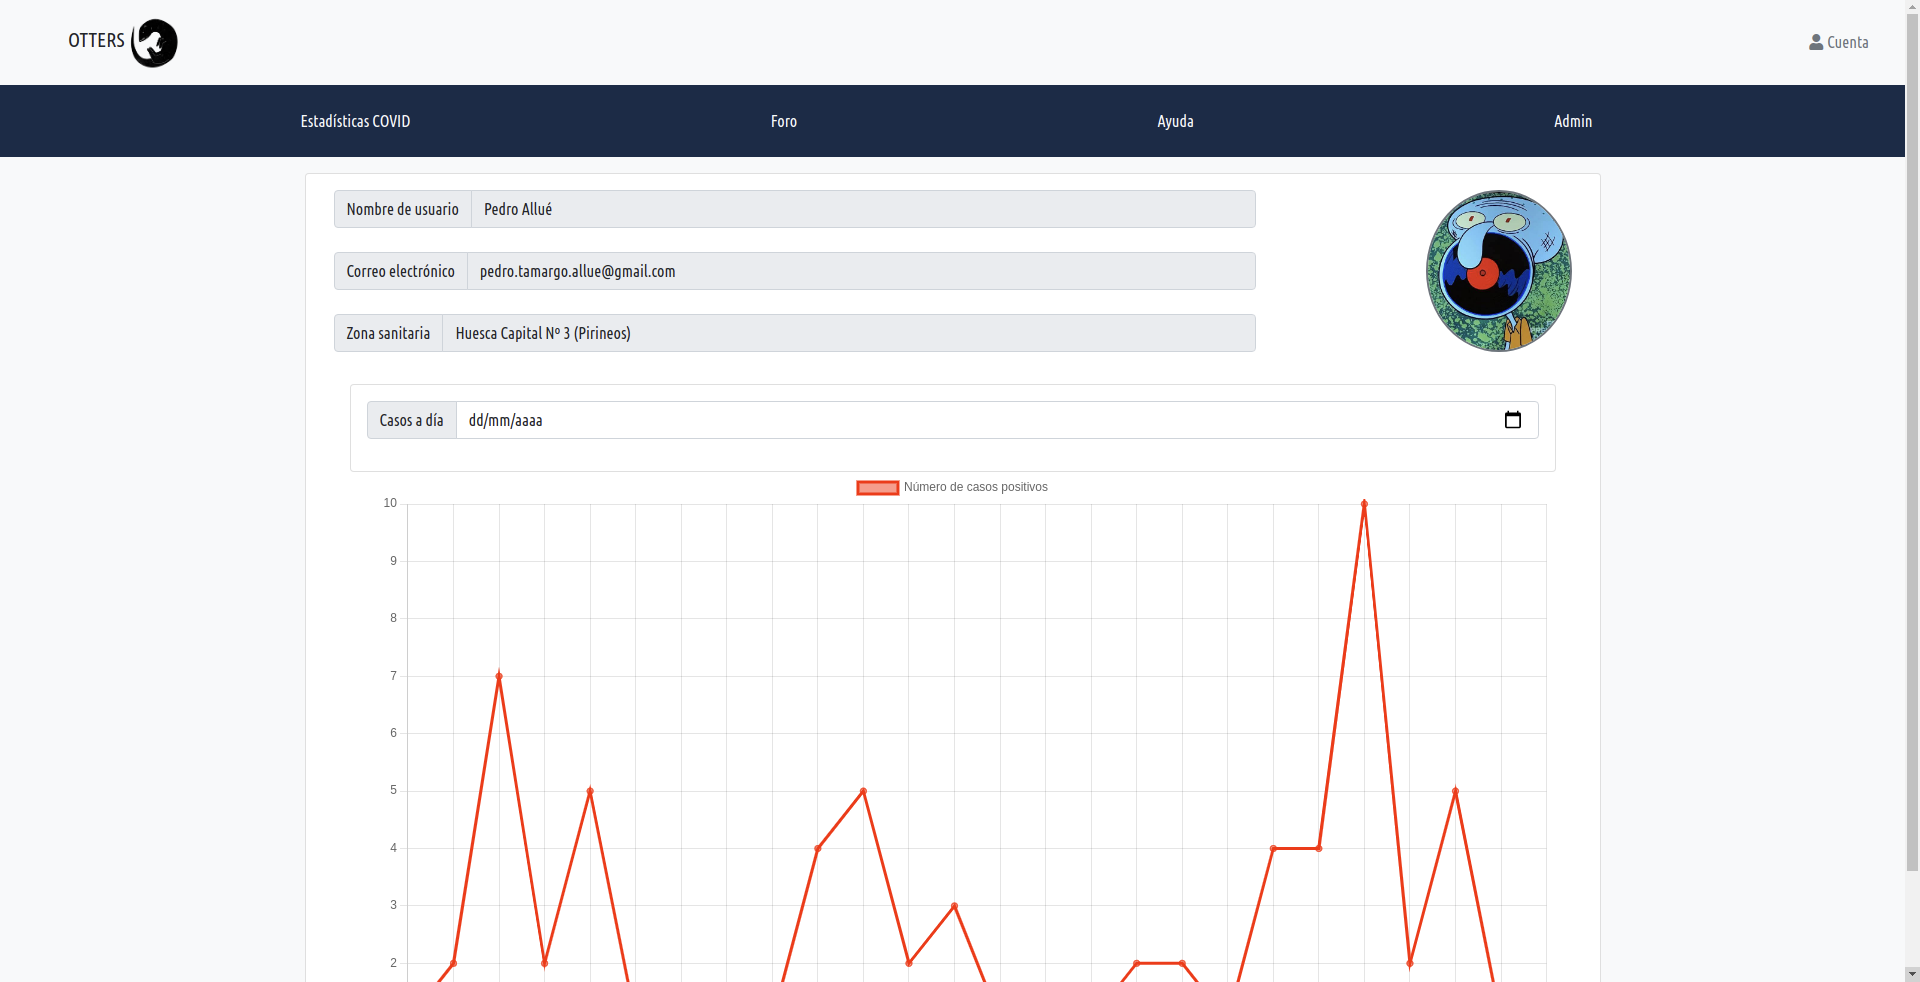 OTTERS
Cuenta
Estadísticas COVID Foro Ayuda Admin
Nombre de usuario Pedro Allué
Correo electrónico pedro.tamargo.allue@gmail.com
Zona sanitaria Huesca Capital Nº 3 (Pirineos)
Casos a día dd/mm/aaaa
Número de casos positivos
10
9
8
7
6
5
4
3
2